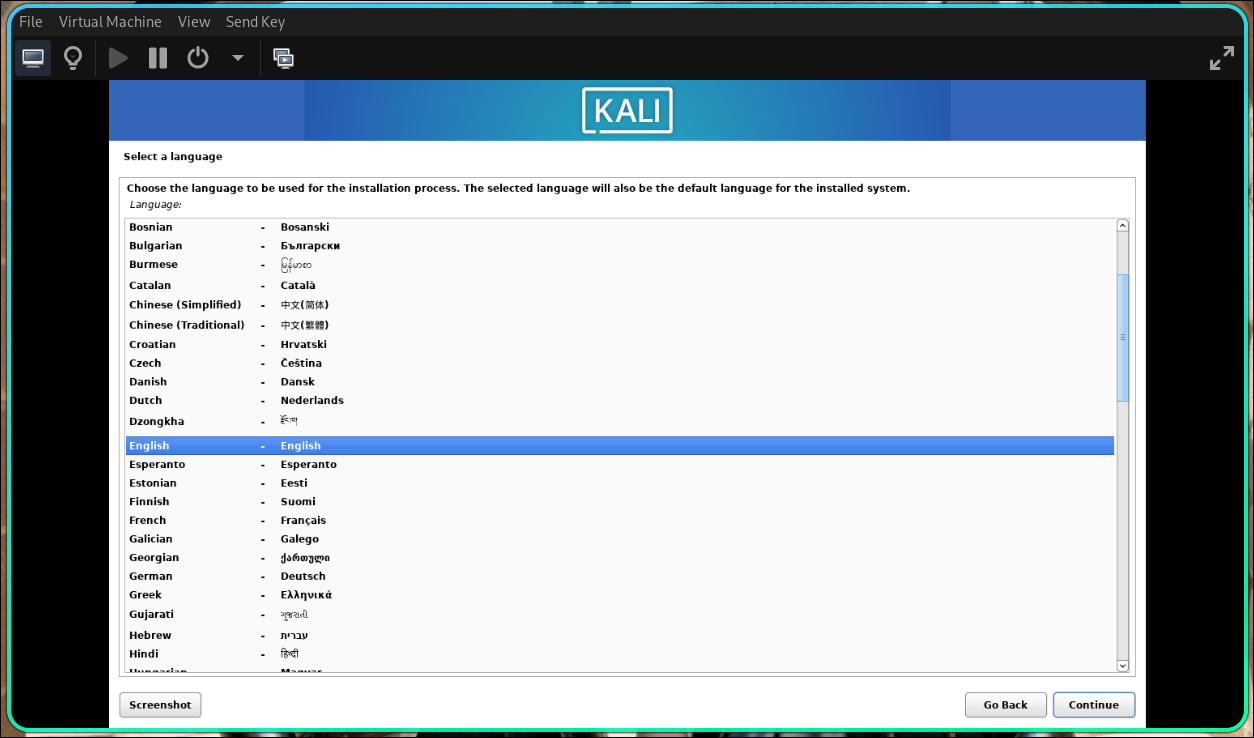 File Virtual Machine View Send Key
KALI
Select a language
Choose the language to be used for the installation process. The selected language will also be the default language for the installed system.
Language:
Bosnian - Bosanski
Bulgarian - Български
Burmese - မြန်မာစာ
Catalan - Català
Chinese (Simplified) - 中文(简体)
Chinese (Traditional) - 中文(繁體)
Croatian - Hrvatski
Czech - Čeština
Danish - Dansk
Dutch - Nederlands
Dzongkha - རྫོང་ཁ།
English - English
Esperanto - Esperanto
Estonian - Eesti
Finnish - Suomi
French - Français
Galician - Galego
Georgian - ქართული
German - Deutsch
Greek - Ελληνικά
Gujarati - ગુજરાતી
Hebrew - עברית
Hindi - हिन्दी
Hungarian - Magyar
Screenshot Go Back Continue